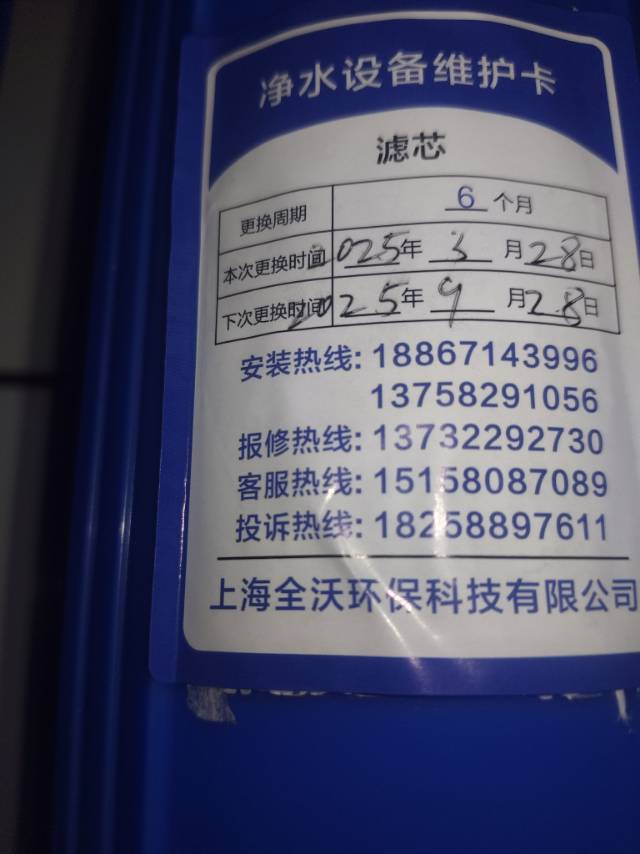 净水设备维护卡
滤芯
更换周期 6 个月
本次更换时间 2025年 3 月 28日
下次更换时间 2025年 9 月 28日
安装热线: 18867143996
13758291056
报修热线: 13732292730
客服热线: 15158087089
投诉热线: 18258897611
上海全沃环保科技有限公司